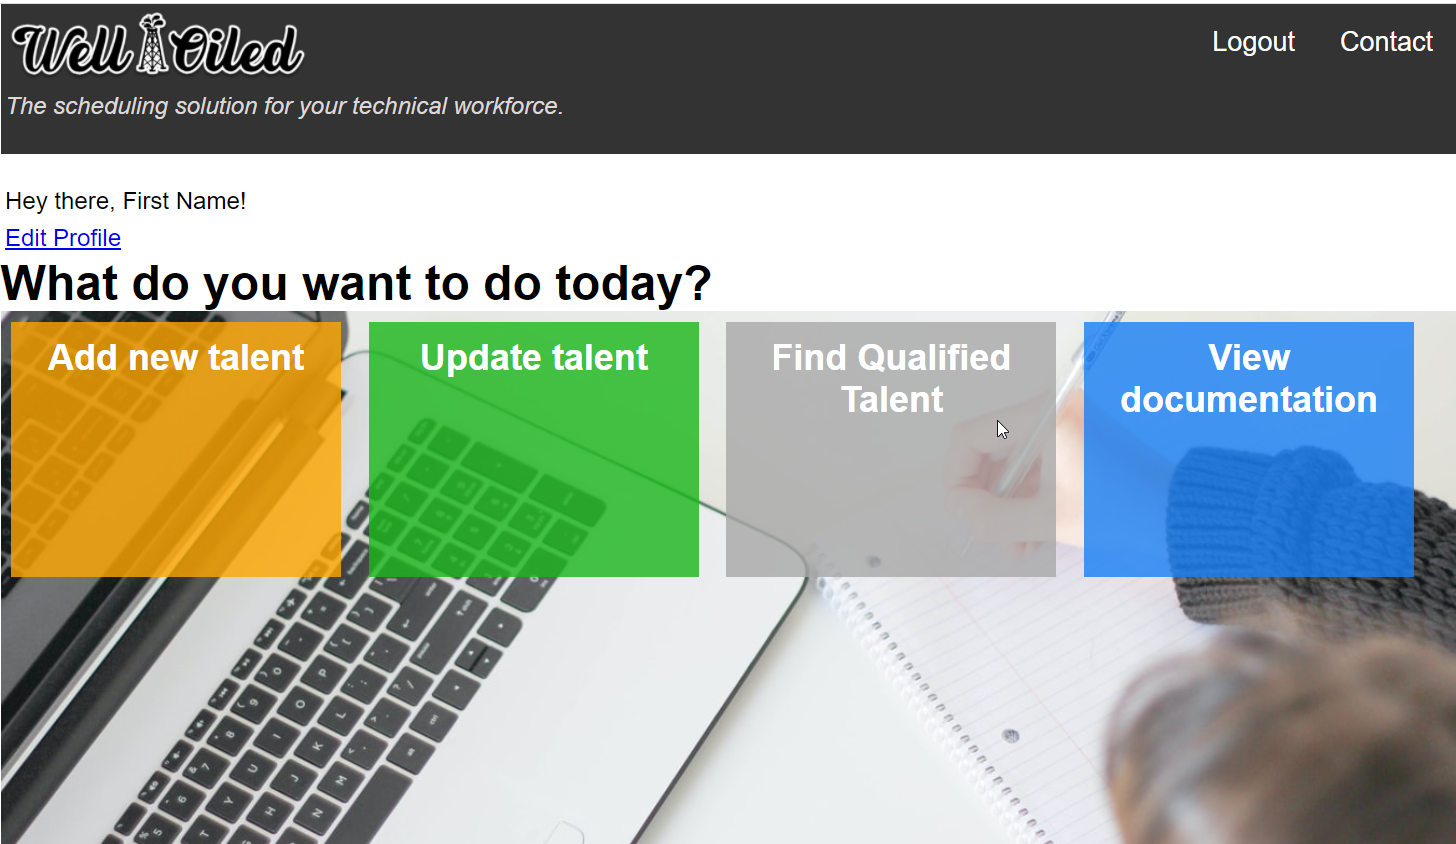 Well Oiled
Logout Contact
The scheduling solution for your technical workforce.
Hey there, First Name!
Edit Profile
What do you want to do today?
Add new talent
Update talent
Find Qualified
Talent
View
documentation